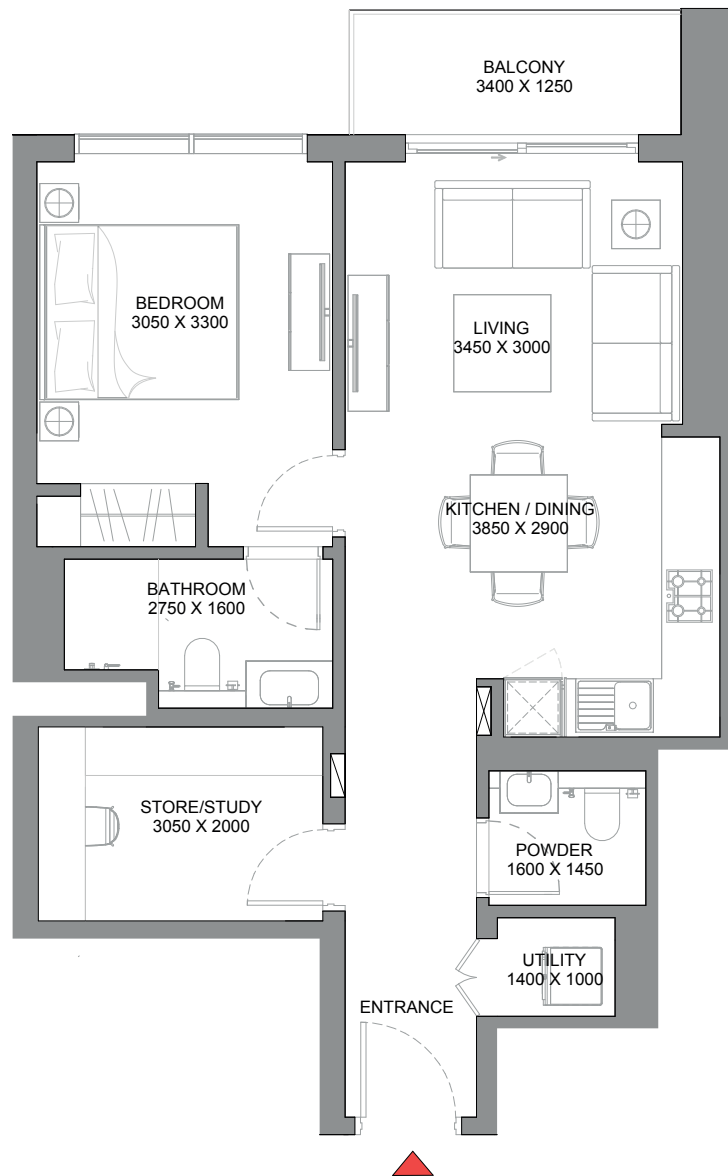 BALCONY
3400 X 1250
BEDROOM
3050 X 3300
LIVING
3450 X 3000
KITCHEN / DINING
3850 X 2900
BATHROOM
2750 X 1600
STORE/STUDY
3050 X 2000
POWDER
1600 X 1450
UTILITY
1400 X 1000
ENTRANCE